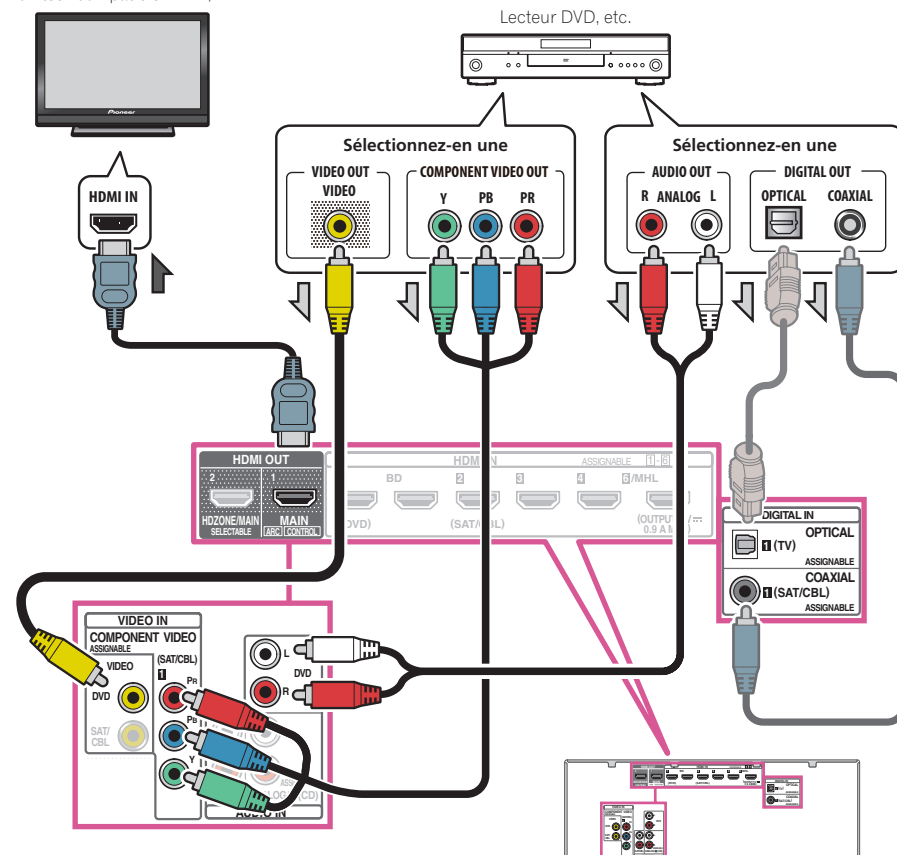 Lecteur DVD, etc.
Pioneer
HDMI IN
Sélectionnez-en une
VIDEO OUT
VIDEO
COMPONENT VIDEO OUT
Y PB PR
Sélectionnez-en une
AUDIO OUT
R ANALOG L
DIGITAL OUT
OPTICAL COAXIAL
HDMI OUT
2 1
HDZONE/MAIN
SELECTABLE
MAIN
ARC CONTROL
ASSIGNABLE 1-6
BD 2 3 4 6/MHL
(SAT/CBL)
0.9 A
DIGITAL IN
OPTICAL
1 (TV)
ASSIGNABLE
COAXIAL
1 (SAT/CBL)
ASSIGNABLE
VIDEO IN
COMPONENT VIDEO
ASSIGNABLE
VIDEO
(SAT/CBL)
1
DVD
SAT/
CBL
PR
PB
Y
L
DVD
R
(CD)
AUDIO IN